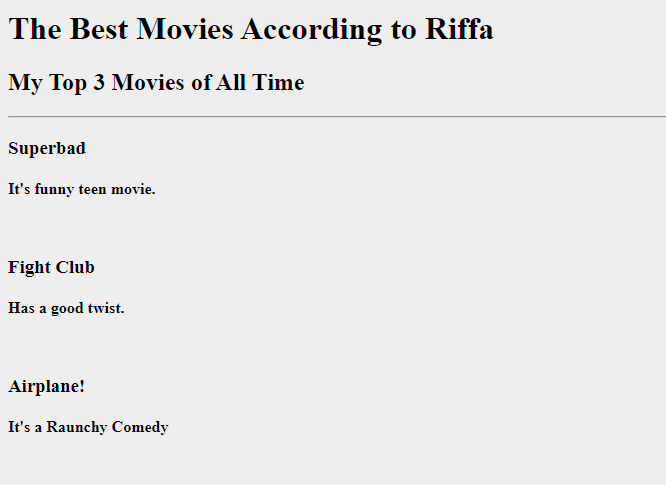 The Best Movies According to Riffa
My Top 3 Movies of All Time
Superbad
It's funny teen movie.
Fight Club
Has a good twist.
Airplane!
It's a Raunchy Comedy